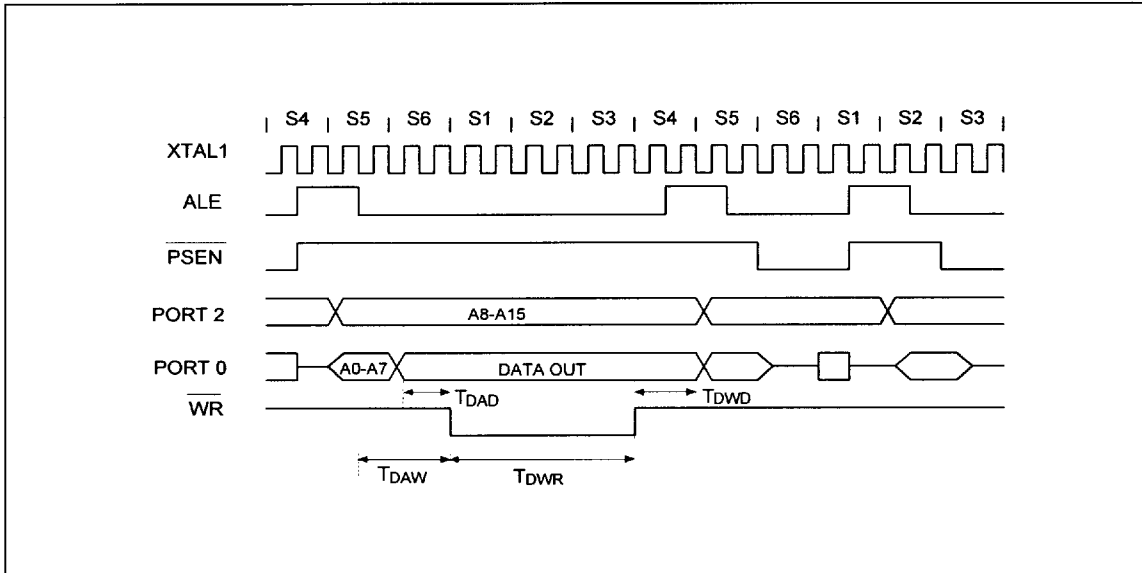 | S4 | S5 | S6 | S1 | S2 | S3 | S4 | S5 | S6 | S1 | S2 | S3 |
XTAL1
ALE
PSEN
PORT 2 A8-A15
PORT 0 A0-A7 DATA OUT
TDAD TDWD
WR
TDAW TDWR